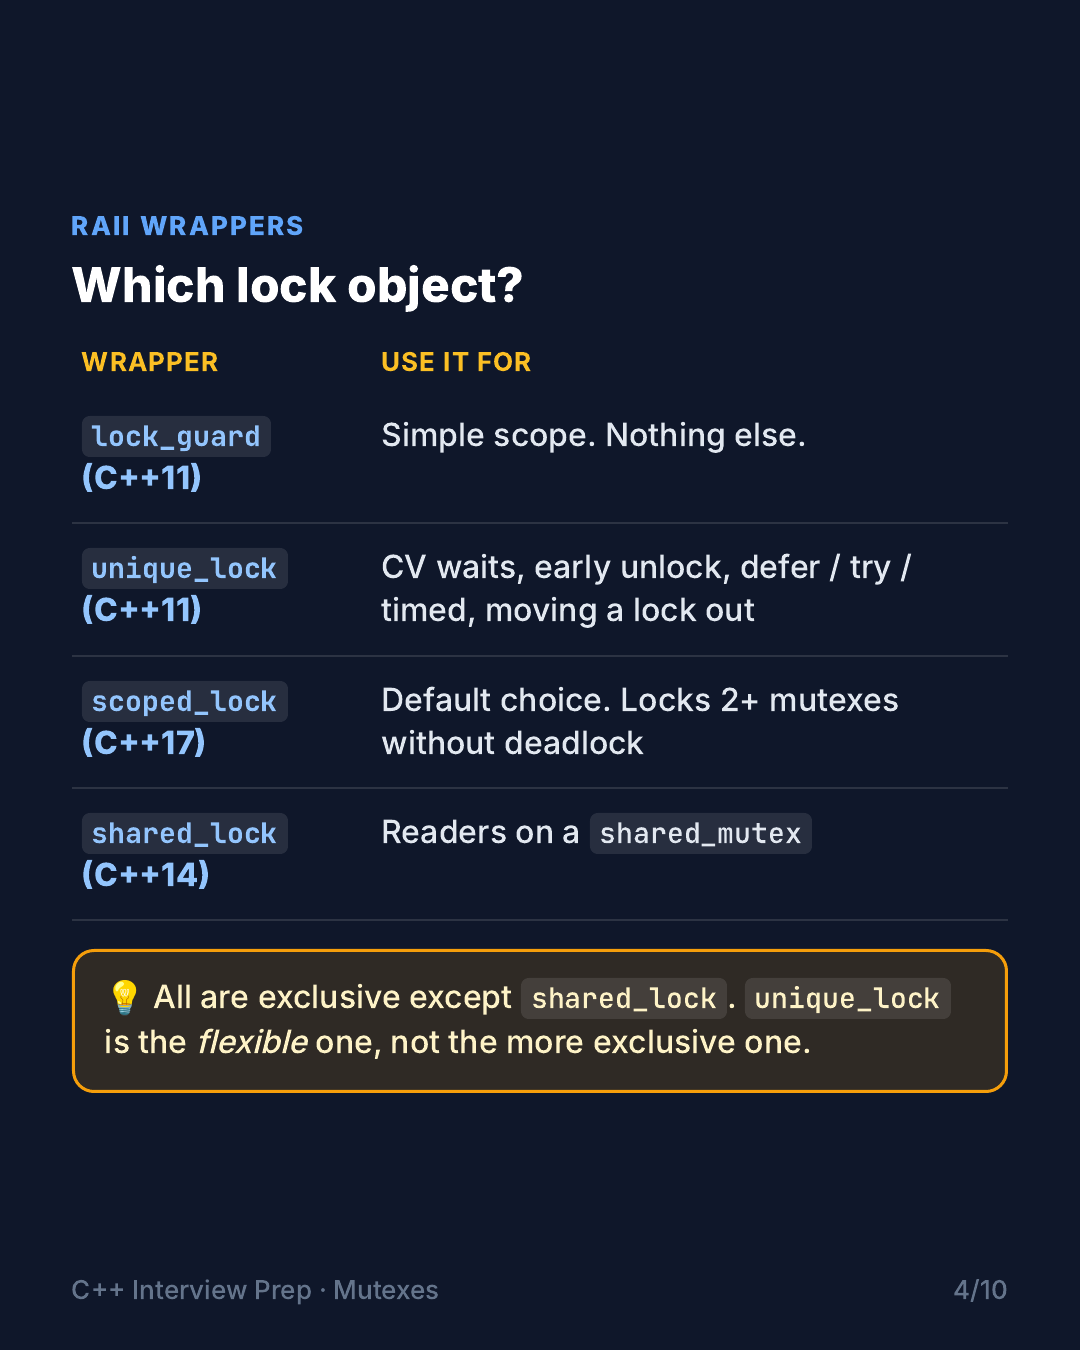 RAII WRAPPERS
Which lock object?
WRAPPER USE IT FOR
lock_guard Simple scope. Nothing else.
(C++11)
unique_lock CV waits, early unlock, defer / try /
(C++11) timed, moving a lock out
scoped_lock Default choice. Locks 2+ mutexes
(C++17) without deadlock
shared_lock Readers on a shared_mutex
(C++14)
💡 All are exclusive except shared_lock. unique_lock
is the flexible one, not the more exclusive one.
C++ Interview Prep · Mutexes 4/10